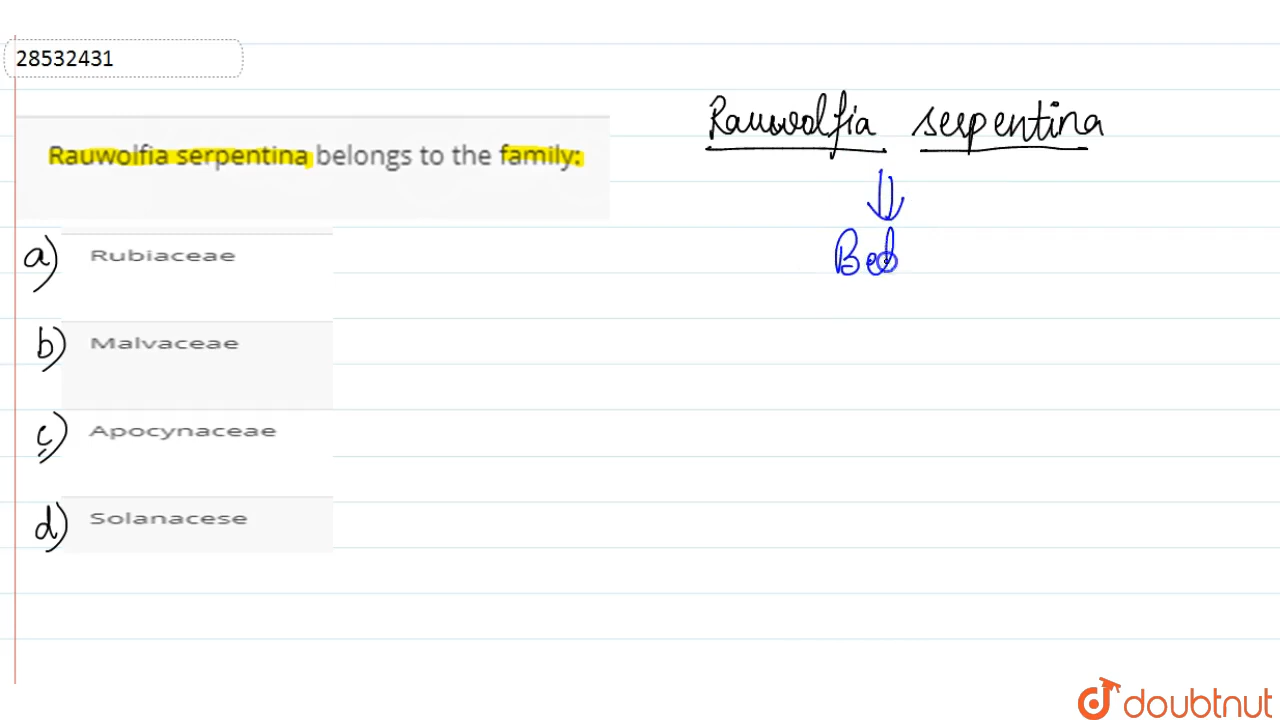 28532431
Rauwolfia serpentina belongs to the family:
Rauwolfia serpentina
a) Rubiaceae
b) Malvaceae
c) Apocynaceae
d) Solanacese
doubtnut